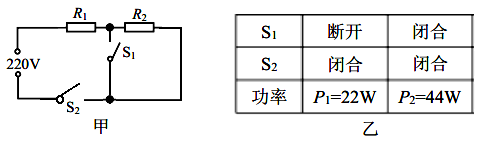 R₁ R₂
S₁
220V
S₂
甲
S₁ 断开 闭合
S₂ 闭合 闭合
功率 P₁=22W P₂=44W
乙